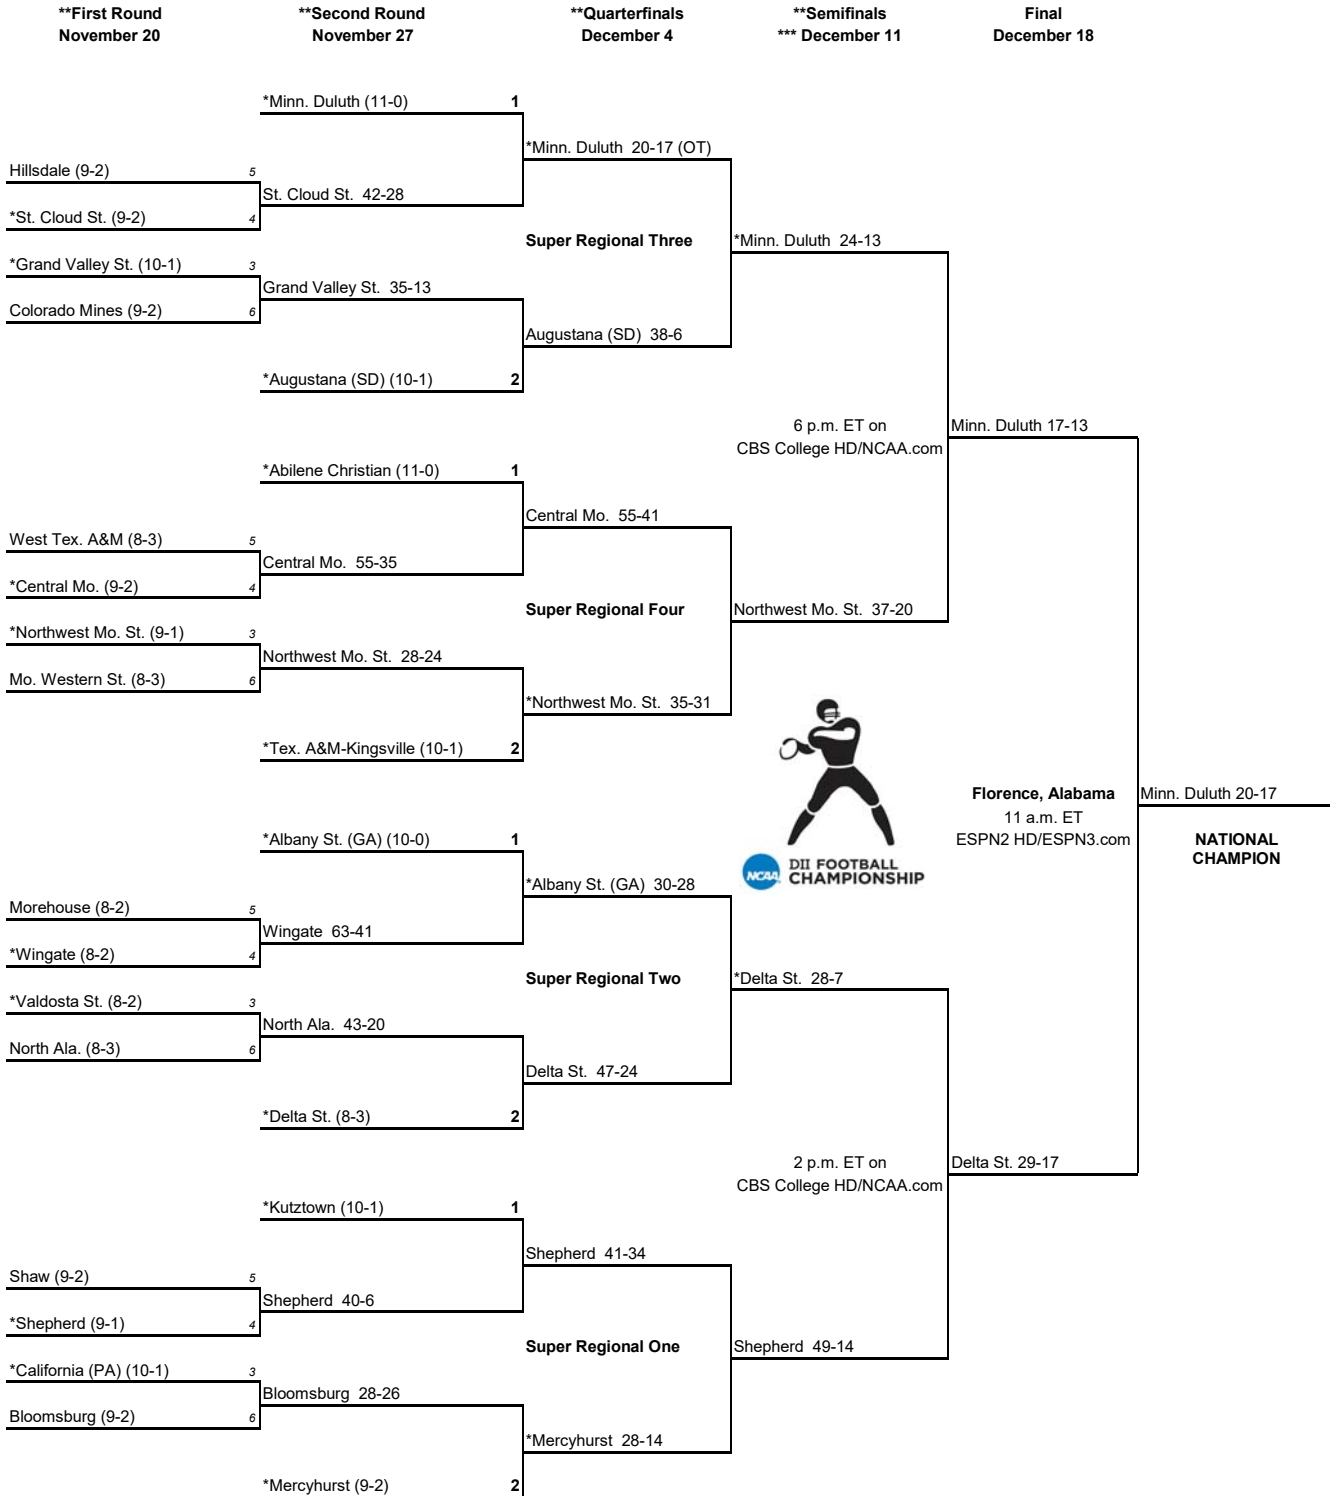 **First Round
November 20
**Second Round
November 27
**Quarterfinals
December 4
**Semifinals
*** December 11
Final
December 18
*Minn. Duluth (11-0) 1
*Minn. Duluth 20-17 (OT)
Hillsdale (9-2) 5
St. Cloud St. 42-28
*St. Cloud St. (9-2) 4
Super Regional Three
*Minn. Duluth 24-13
*Grand Valley St. (10-1) 3
Grand Valley St. 35-13
Colorado Mines (9-2) 6
Augustana (SD) 38-6
*Augustana (SD) (10-1) 2
6 p.m. ET on
CBS College HD/NCAA.com
Minn. Duluth 17-13
*Abilene Christian (11-0) 1
Central Mo. 55-41
West Tex. A&M (8-3) 5
Central Mo. 55-35
*Central Mo. (9-2) 4
Super Regional Four
Northwest Mo. St. 37-20
*Northwest Mo. St. (9-1) 3
Northwest Mo. St. 28-24
Mo. Western St. (8-3) 6
*Northwest Mo. St. 35-31
*Tex. A&M-Kingsville (10-1) 2
Florence, Alabama
11 a.m. ET
ESPN2 HD/ESPN3.com
Minn. Duluth 20-17
NATIONAL
CHAMPION
*Albany St. (GA) (10-0) 1
NCAA
DII FOOTBALL
CHAMPIONSHIP
*Albany St. (GA) 30-28
Morehouse (8-2) 5
Wingate 63-41
*Wingate (8-2) 4
Super Regional Two
*Delta St. 28-7
*Valdosta St. (8-2) 3
North Ala. 43-20
North Ala. (8-3) 6
Delta St. 47-24
*Delta St. (8-3) 2
2 p.m. ET on
CBS College HD/NCAA.com
Delta St. 29-17
*Kutztown (10-1) 1
Shepherd 41-34
Shaw (9-2) 5
Shepherd 40-6
*Shepherd (9-1) 4
Super Regional One
Shepherd 49-14
*California (PA) (10-1) 3
Bloomsburg 28-26
Bloomsburg (9-2) 6
*Mercyhurst 28-14
*Mercyhurst (9-2) 2